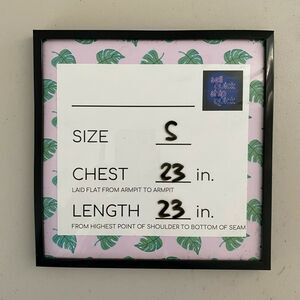 SIZE S
CHEST 23 in.
LAID FLAT FROM ARMPIT TO ARMPIT
LENGTH 23 in.
FROM HIGHEST POINT OF SHOULDER TO BOTTOM OF SEAM